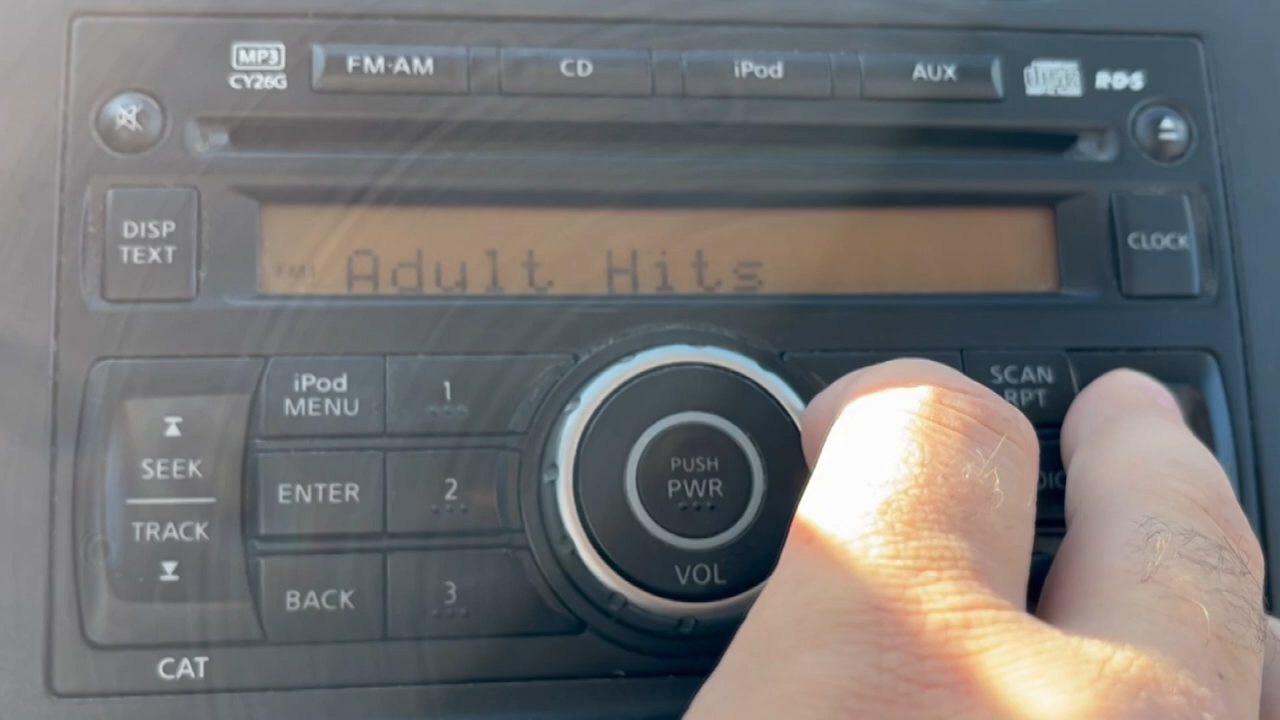 MP3
CY26G
FM·AM
CD
iPod
AUX
RDS
DISP
TEXT
FM1
Adult Hits
CLOCK
SEEK
TRACK
CAT
iPod
MENU
ENTER
BACK
1
2
3
PUSH
PWR
VOL
SCAN
RPT